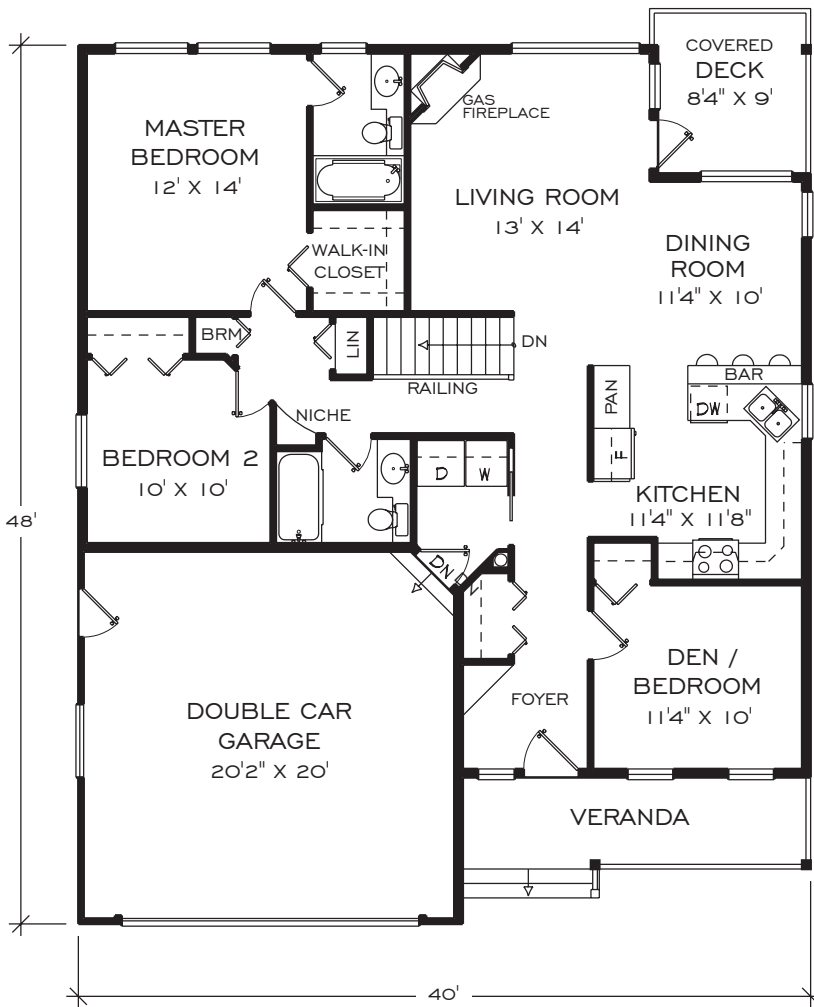 COVERED
DECK
8'4" X 9'
GAS
FIREPLACE
MASTER
BEDROOM
12' X 14'
LIVING ROOM
13' X 14'
WALK-IN
CLOSET
DINING
ROOM
11'4" X 10'
BRM
LIN
DN
RAILING
PAN
BAR
DW
NICHE
BEDROOM 2
10' X 10'
D
W
F
KITCHEN
11'4" X 11'8"
48'
DN
DEN /
BEDROOM
11'4" X 10'
FOYER
DOUBLE CAR
GARAGE
20'2" X 20'
VERANDA
40'